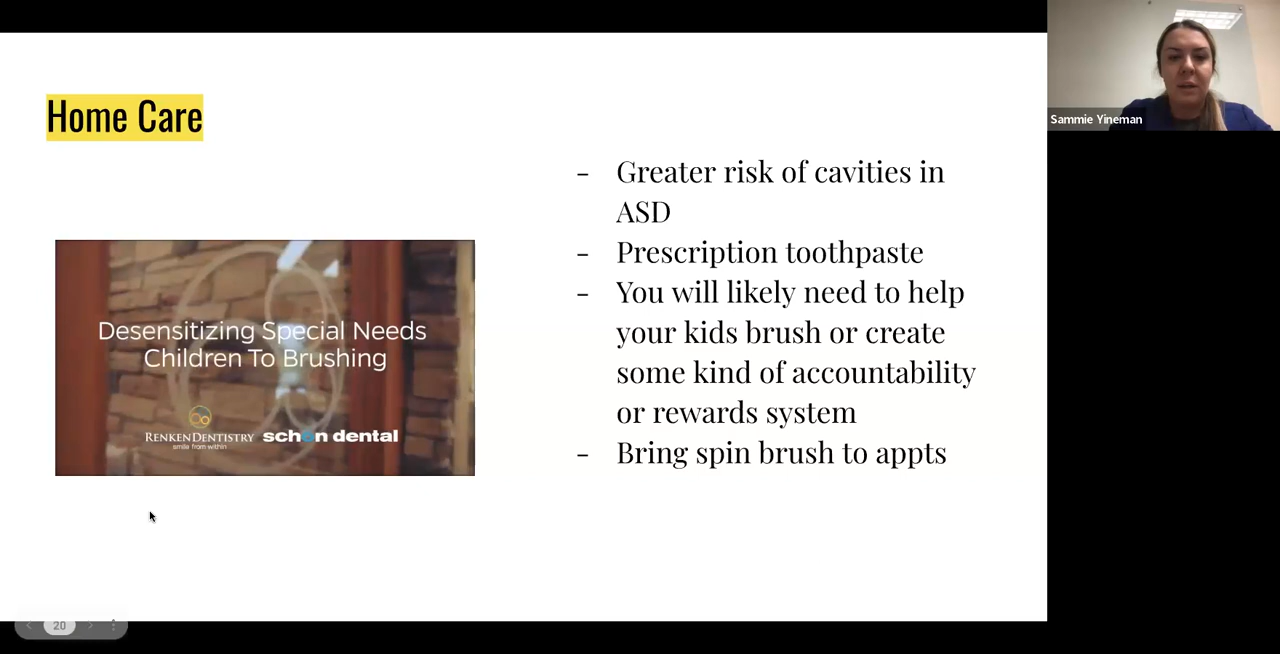 Home Care
Desensitizing Special Needs
Children To Brushing
RENKENDENTISTRY
smile from within
schön dental
- Greater risk of cavities in
ASD
- Prescription toothpaste
- You will likely need to help
your kids brush or create
some kind of accountability
or rewards system
- Bring spin brush to appts
Sammie Yineman
20